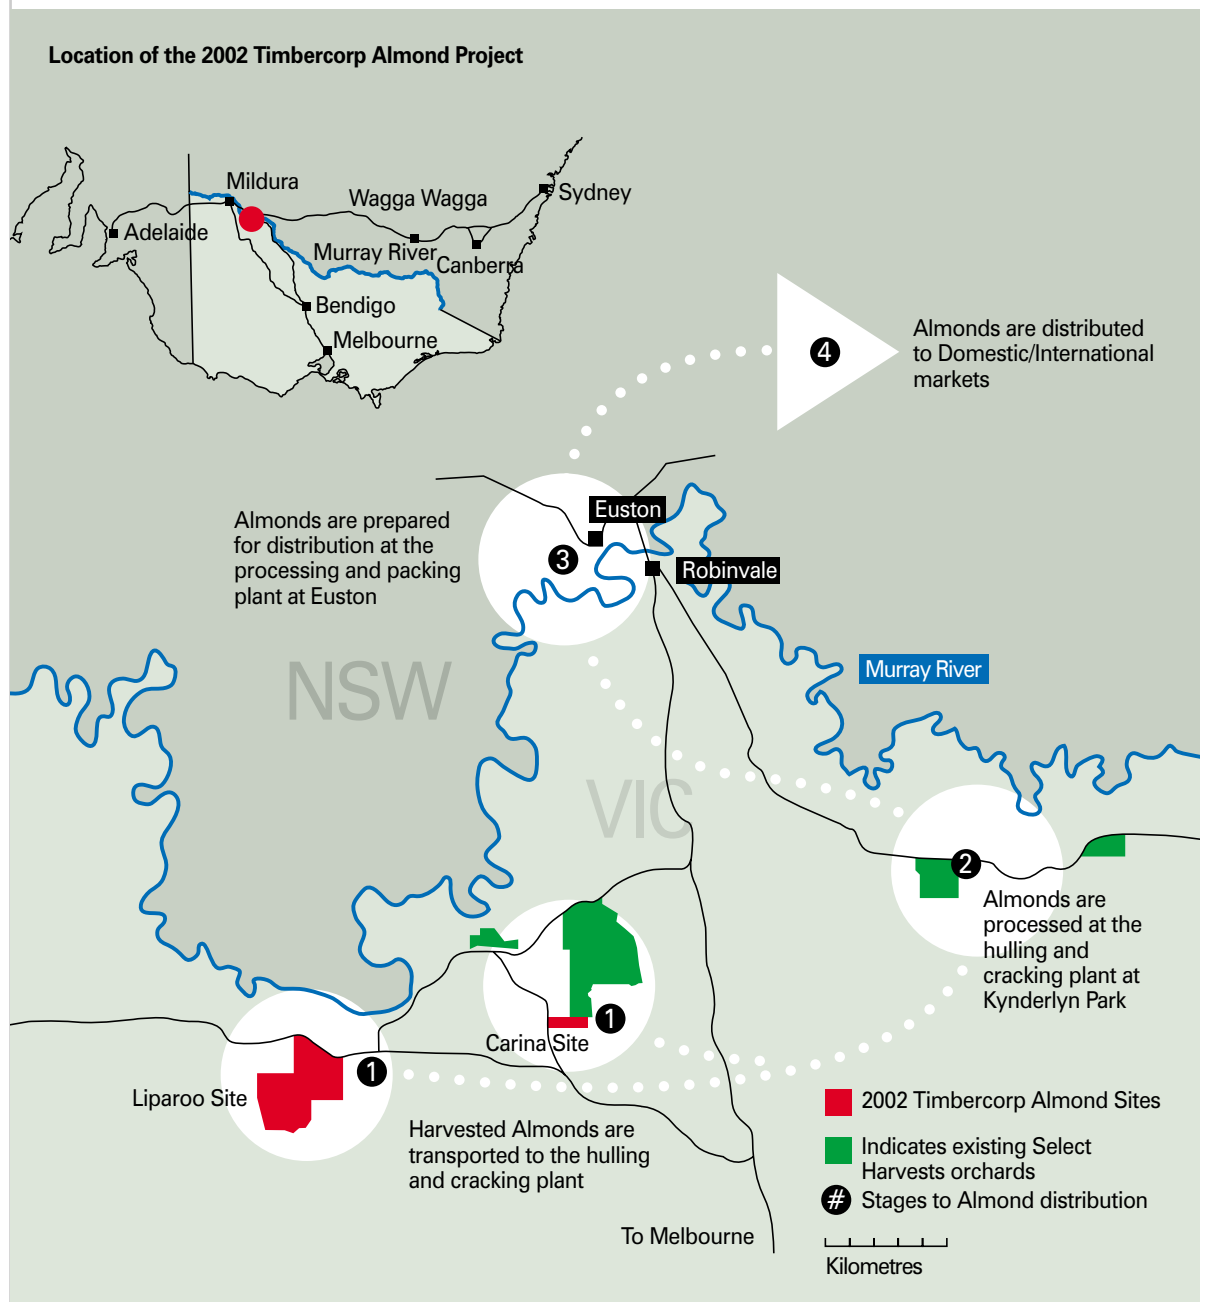 Location of the 2002 Timbercorp Almond Project
Mildura
Wagga Wagga
Sydney
Adelaide
Murray River
Canberra
Bendigo
Melbourne
4
Almonds are distributed
to Domestic/International
markets
Euston
Almonds are prepared
for distribution at the
processing and packing
plant at Euston
3
Robinvale
NSW
Murray River
VIC
2
Almonds are
processed at the
hulling and
cracking plant at
Kynderlyn Park
1
Carina Site
1
Liparoo Site
Harvested Almonds are
transported to the hulling
and cracking plant
2002 Timbercorp Almond Sites
Indicates existing Select
Harvests orchards
# Stages to Almond distribution
To Melbourne
Kilometres